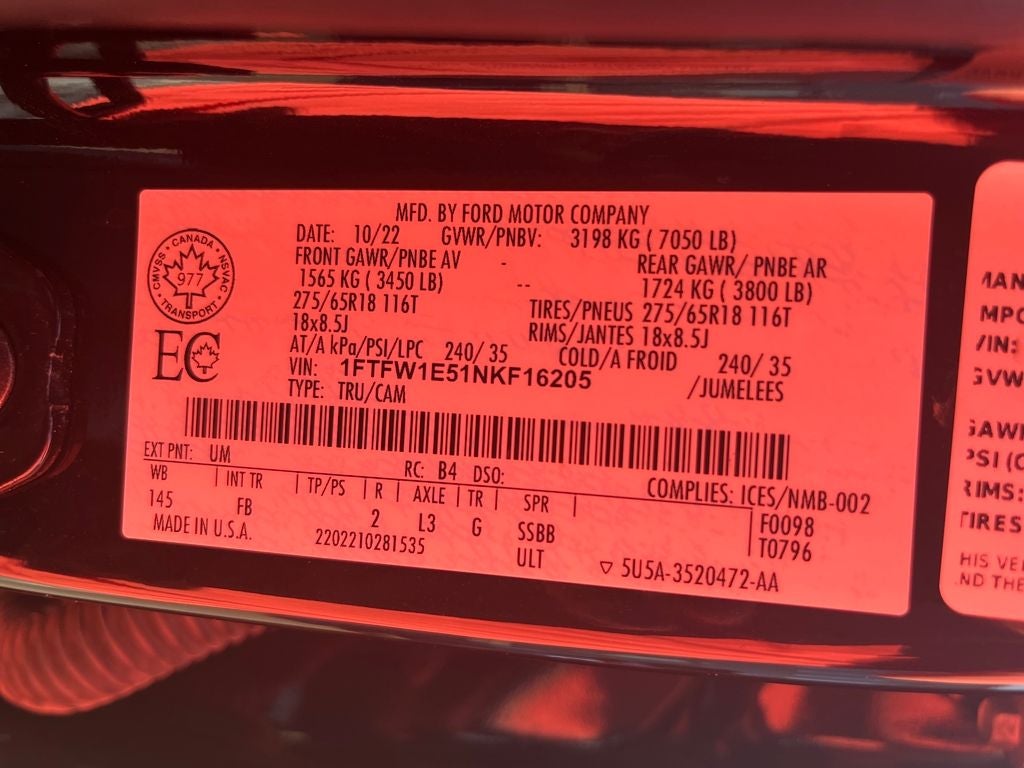 MFD. BY FORD MOTOR COMPANY
DATE: 10/22 GVWR/PNBV: 3198 KG ( 7050 LB)
FRONT GAWR/PNBE AV - REAR GAWR/ PNBE AR
1565 KG ( 3450 LB) -- 1724 KG ( 3800 LB)
275/65R18 116T TIRES/PNEUS 275/65R18 116T
18x8.5J RIMS/JANTES 18x8.5J
AT/A kPa/PSI/LPC 240/ 35 COLD/A FROID 240/ 35
VIN: 1FTFW1E51NKF16205 /JUMELEES
TYPE: TRU/CAM
CANADA
CMVSS NSVAC
977
TRANSPORT
EC
EXT PNT: UM RC: B4 DSO:
WB INT TR TP/PS R AXLE TR SPR COMPLIES: ICES/NMB-002
145 FB 2 L3 G SSBB F0098
MADE IN U.S.A. 2202210281535 ULT T0796
5U5A-3520472-AA
VIN:
GVW
PSI (
RIMS:
TIRES